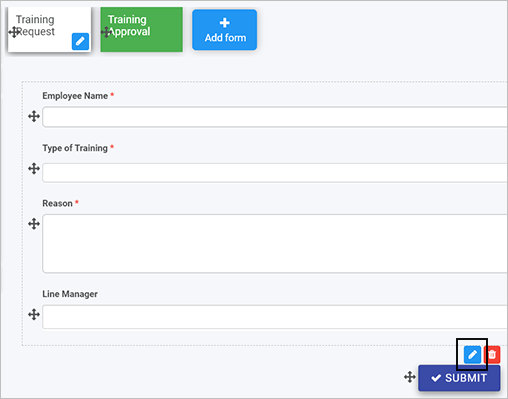 Training
Request
Training
Approval
Add form
Employee Name *
Type of Training *
Reason *
Line Manager
SUBMIT